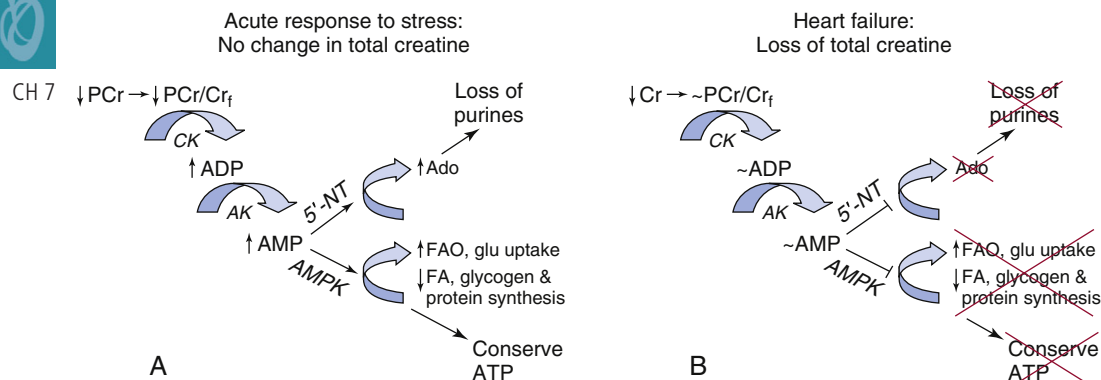 Acute response to stress:
No change in total creatine
CH 7
↓PCr → ↓PCr/Crf
CK
↑ADP
AK
↑AMP
5'-NT
↑Ado
Loss of
purines
AMPK
↑FAO, glu uptake
↓FA, glycogen &
protein synthesis
Conserve
ATP
A
Heart failure:
Loss of total creatine
↓Cr → ~PCr/Crf
CK
~ADP
AK
~AMP
5'-NT
Ado
Loss of
purines
AMPK
↑FAO, glu uptake
↓FA, glycogen &
protein synthesis
Conserve
ATP
B